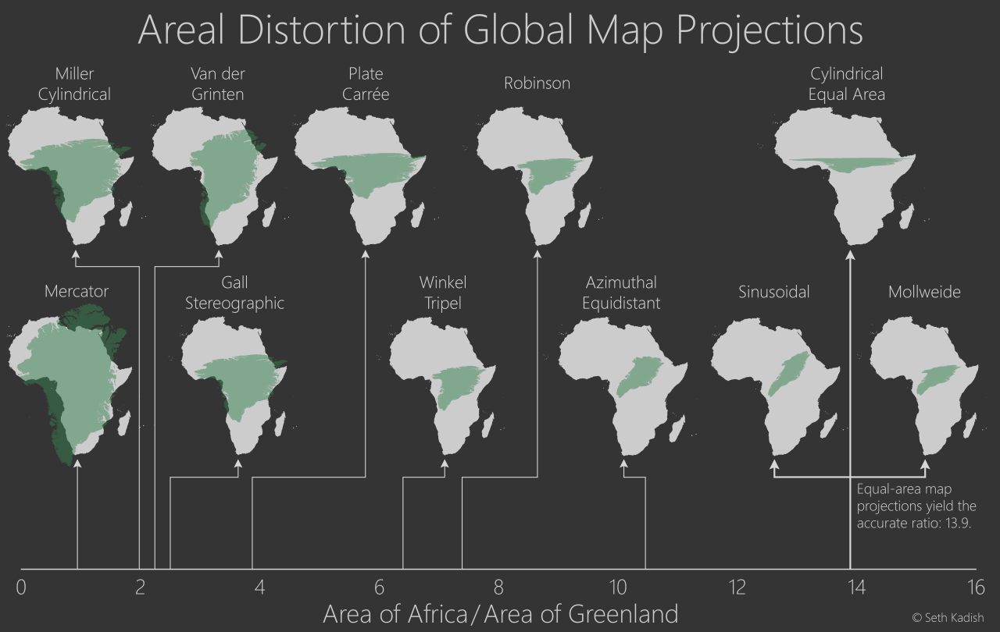 Areal Distortion of Global Map Projections
Miller
Cylindrical
Van der
Grinten
Plate
Carrée
Robinson
Cylindrical
Equal Area
Mercator
Gall
Stereographic
Winkel
Tripel
Azimuthal
Equidistant
Sinusoidal
Mollweide
Equal-area map
projections yield the
accurate ratio: 13.9.
0 2 4 6 8 10 12 14 16
Area of Africa/Area of Greenland
© Seth Kadish